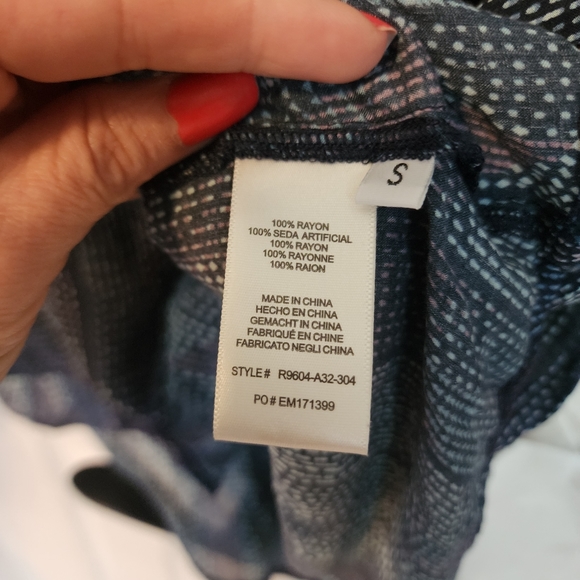 S
100% RAYON
100% SEDA ARTIFICIAL
100% RAYON
100% RAYONNE
100% RAION
MADE IN CHINA
HECHO EN CHINA
GEMACHT IN CHINA
FABRIQUÉ EN CHINE
FABRICATO NEGLI CHINA
STYLE# R9604-A32-304
PO# EM171399